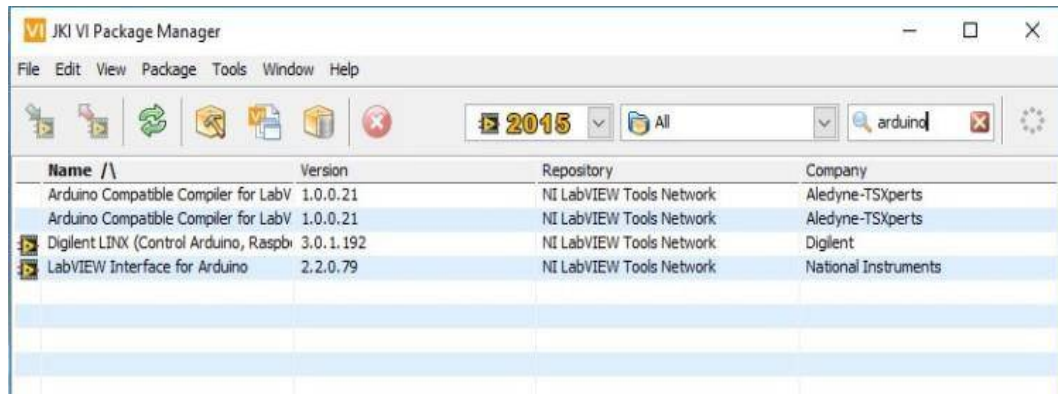 VI JKI VI Package Manager
File Edit View Package Tools Window Help
2015 All arduino
Name /\ Version Repository Company
Arduino Compatible Compiler for LabV 1.0.0.21 NI LabVIEW Tools Network Aledyne-TSXperts
Arduino Compatible Compiler for LabV 1.0.0.21 NI LabVIEW Tools Network Aledyne-TSXperts
Digilent LINX (Control Arduino, Raspb 3.0.1.192 NI LabVIEW Tools Network Digilent
LabVIEW Interface for Arduino 2.2.0.79 NI LabVIEW Tools Network National Instruments